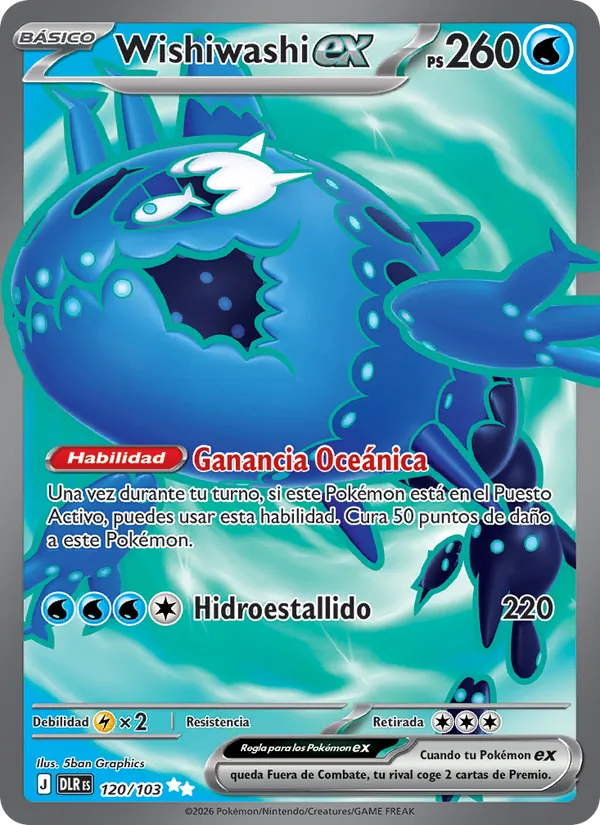 BÁSICO
Wishiwashi ex
PS 260
Habilidad Ganancia Oceánica
Una vez durante tu turno, si este Pokémon está en el Puesto
Activo, puedes usar esta habilidad. Cura 50 puntos de daño
a este Pokémon.
Hidroestallido 220
Debilidad × 2 Resistencia Retirada
Ilus. 5ban Graphics
Regla para los Pokémon ex Cuando tu Pokémon ex
queda Fuera de Combate, tu rival coge 2 cartas de Premio.
J DLR ES 120/103
©2026 Pokémon/Nintendo/Creatures/GAME FREAK